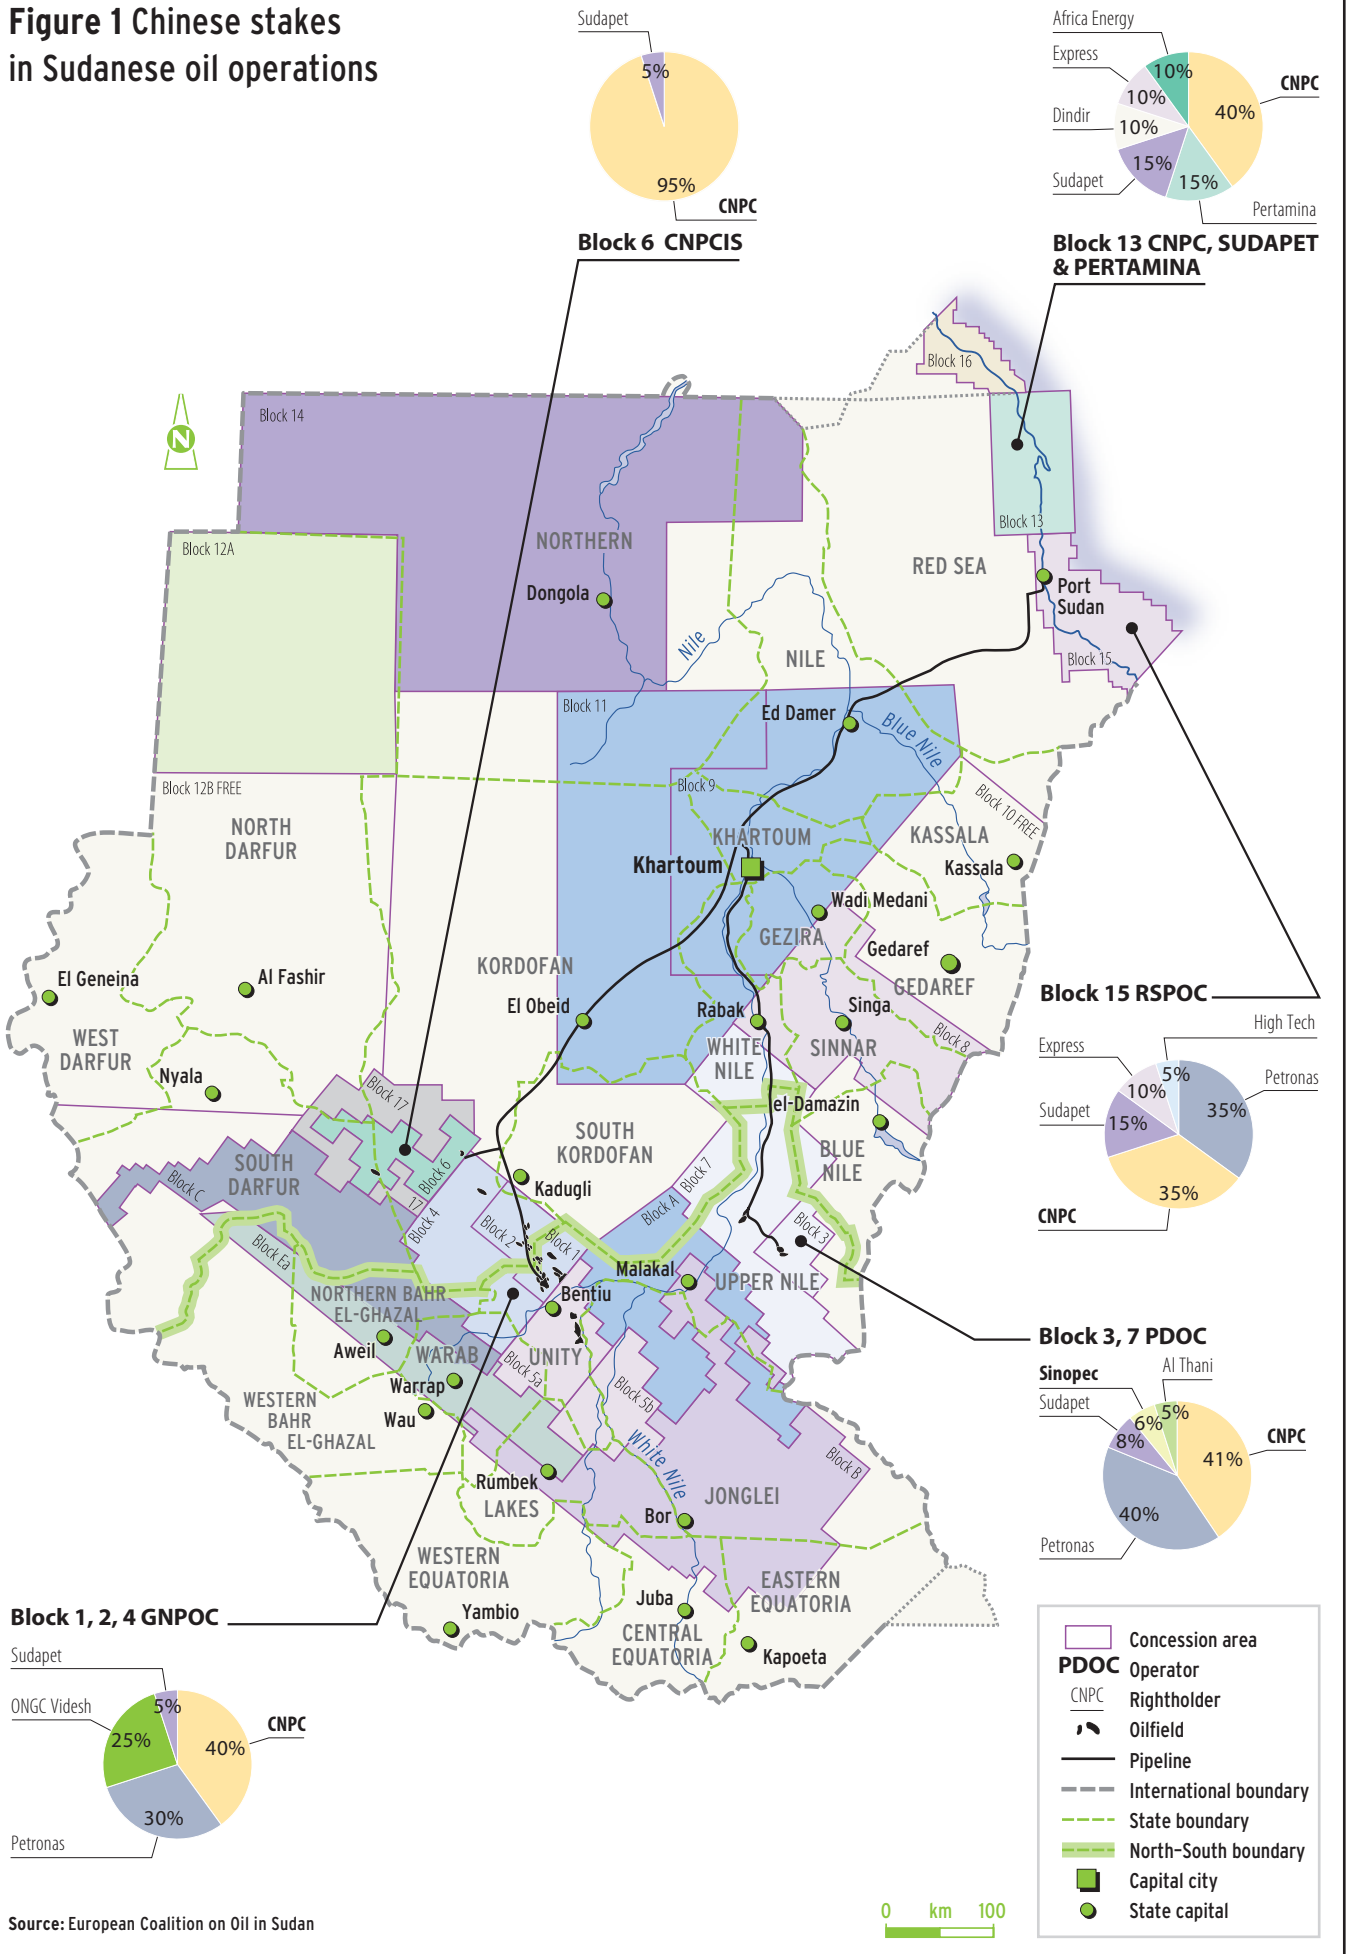 Figure 1 Chinese stakes
in Sudanese oil operations
Sudapet
5%
95%
CNPC
Block 6 CNPCIS
Africa Energy
Express
Dindir
Sudapet
10%
10%
10%
15%
15%
40%
CNPC
Pertamina
Block 13 CNPC, SUDAPET
& PERTAMINA
Block 16
Block 14
Block 13
Block 12A
NORTHERN
Dongola
RED SEA
Port
Sudan
Nile
NILE
Block 15
Block 11
Ed Damer
Blue Nile
Block 12B FREE
Block 9
Block 10 FREE
NORTH
DARFUR
KHARTOUM
Khartoum
KASSALA
Kassala
Wadi Medani
GEZIRA
Gedaref
GEDAREF
El Geneina
Al Fashir
KORDOFAN
El Obeid
Rabak
Singa
WEST
DARFUR
WHITE
NILE
SINNAR
Block 8
Nyala
Block 17
el-Damazin
SOUTH
KORDOFAN
BLUE
NILE
SOUTH
DARFUR
Block C
Block 6
17
Kadugli
Block 7
Block A
Block 4
Block 2
Block 1
Block 3
Block Ea
Malakal
UPPER NILE
NORTHERN BAHR
EL-GHAZAL
Bentiu
Aweil
WARAB
UNITY
Block 5a
Warrap
Block 5b
Wau
WESTERN
BAHR
EL-GHAZAL
White Nile
Block B
Rumbek
LAKES
JONGLEI
Bor
WESTERN
EQUATORIA
EASTERN
EQUATORIA
Yambio
Juba
CENTRAL
EQUATORIA
Kapoeta
Block 15 RSPOC
High Tech
Express
Petronas
Sudapet
5%
10%
15%
35%
35%
CNPC
Block 3, 7 PDOC
Sinopec
Al Thani
Sudapet
5%
6%
8%
41%
CNPC
40%
Petronas
Block 1, 2, 4 GNPOC
Sudapet
ONGC Videsh
5%
25%
40%
CNPC
30%
Petronas
Concession area
PDOC Operator
CNPC Rightholder
Oilfield
Pipeline
International boundary
State boundary
North–South boundary
Capital city
State capital
0 km 100
Source: European Coalition on Oil in Sudan
N